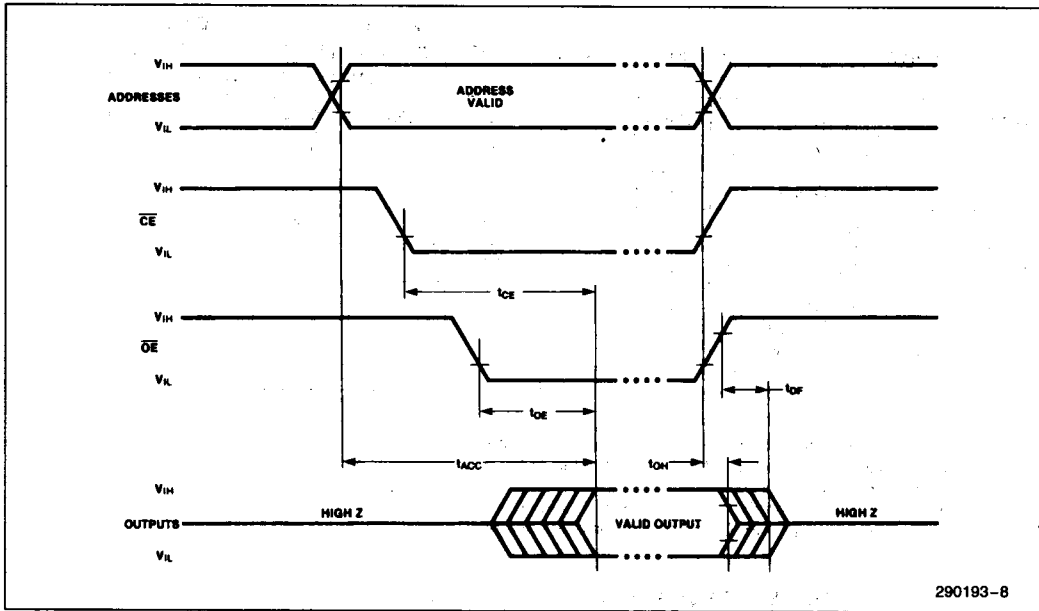 VIH
ADDRESSES
ADDRESS
VALID
VIL
VIH
CE
VIL
tCE
VIH
OE
VIL
tDF
tOE
tACC
tOH
VIH
OUTPUTS
HIGH Z
VALID OUTPUT
HIGH Z
VIL
290193-8